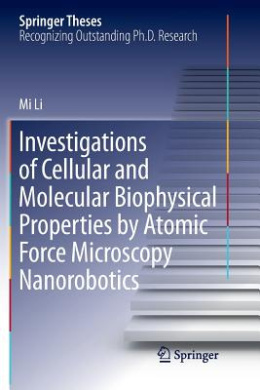 Springer Theses
Recognizing Outstanding Ph.D. Research
Mi Li
Investigations
of Cellular and
Molecular Biophysical
Properties by Atomic
Force Microscopy
Nanorobotics
Springer